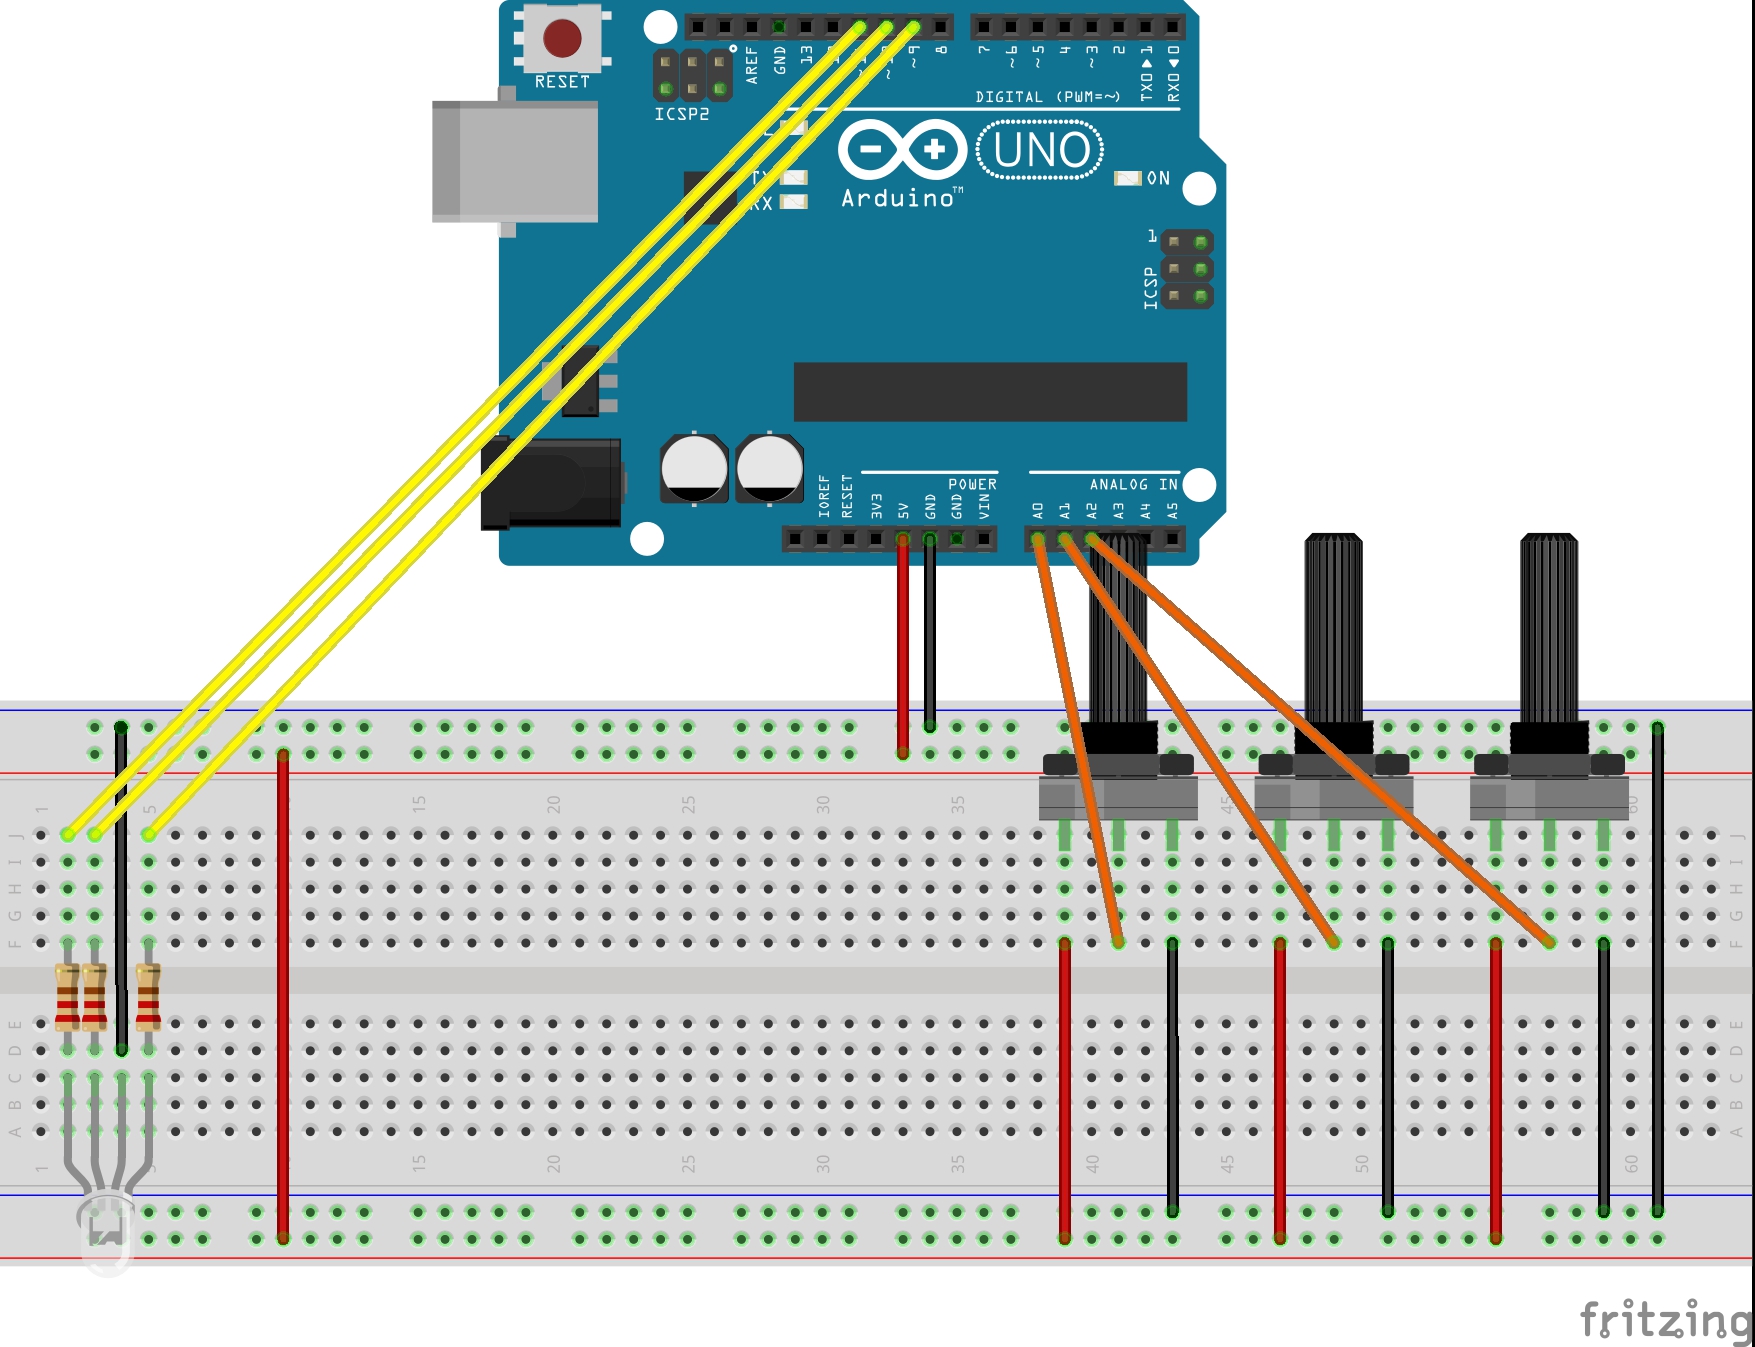 RESET
AREF
GND
13
~9
8
7
~6
~5
4
~3
2
TX0▶1
RX0◀0
ICSP2
DIGITAL (PWM=~)
UNO
RX
ON
Arduino™
1
ICSP
IOREF
RESET
3V3
5V
GND
GND
VIN
POWER
ANALOG IN
A0
A1
A2
A3
A4
A5
1
5
15
20
25
30
35
45
60
J
I
H
G
F
J
I
H
G
F
E
D
C
B
A
E
D
C
B
A
1
15
20
25
30
35
40
45
50
60
fritzing